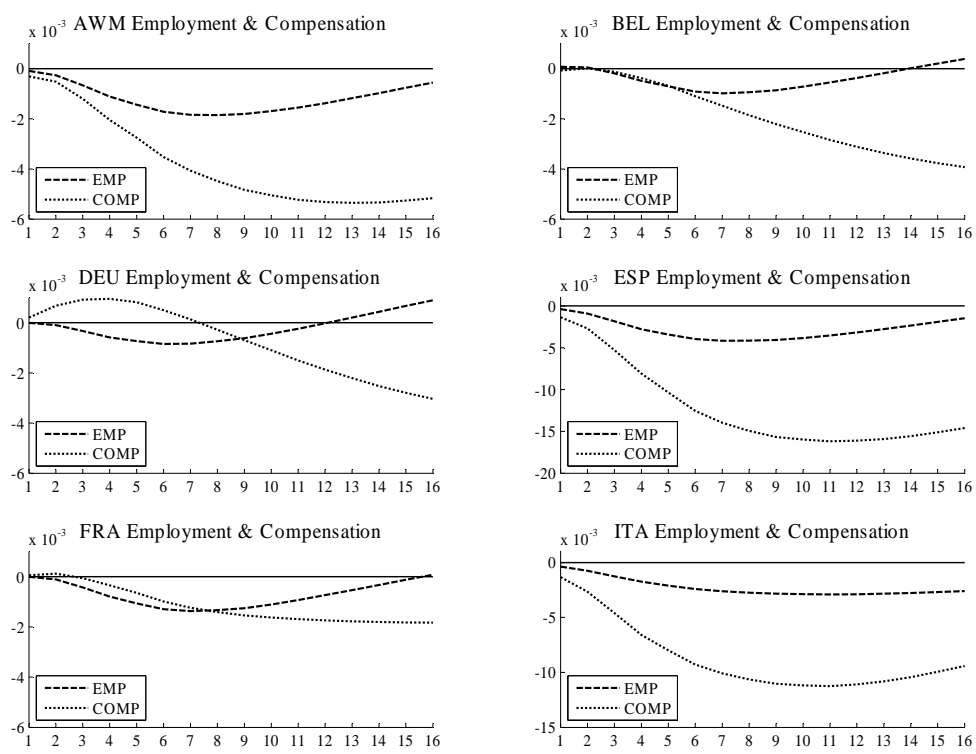 x 10⁻³ AWM Employment & Compensation
0
-2
-4
-6
EMP
COMP
1 2 3 4 5 6 7 8 9 10 11 12 13 14 15 16
x 10⁻³ BEL Employment & Compensation
0
-2
-4
-6
EMP
COMP
1 2 3 4 5 6 7 8 9 10 11 12 13 14 15 16
x 10⁻³ DEU Employment & Compensation
0
-2
-4
-6
EMP
COMP
1 2 3 4 5 6 7 8 9 10 11 12 13 14 15 16
x 10⁻³ ESP Employment & Compensation
0
-5
-10
-15
-20
EMP
COMP
1 2 3 4 5 6 7 8 9 10 11 12 13 14 15 16
x 10⁻³ FRA Employment & Compensation
0
-2
-4
-6
EMP
COMP
1 2 3 4 5 6 7 8 9 10 11 12 13 14 15 16
x 10⁻³ ITA Employment & Compensation
0
-5
-10
-15
EMP
COMP
1 2 3 4 5 6 7 8 9 10 11 12 13 14 15 16